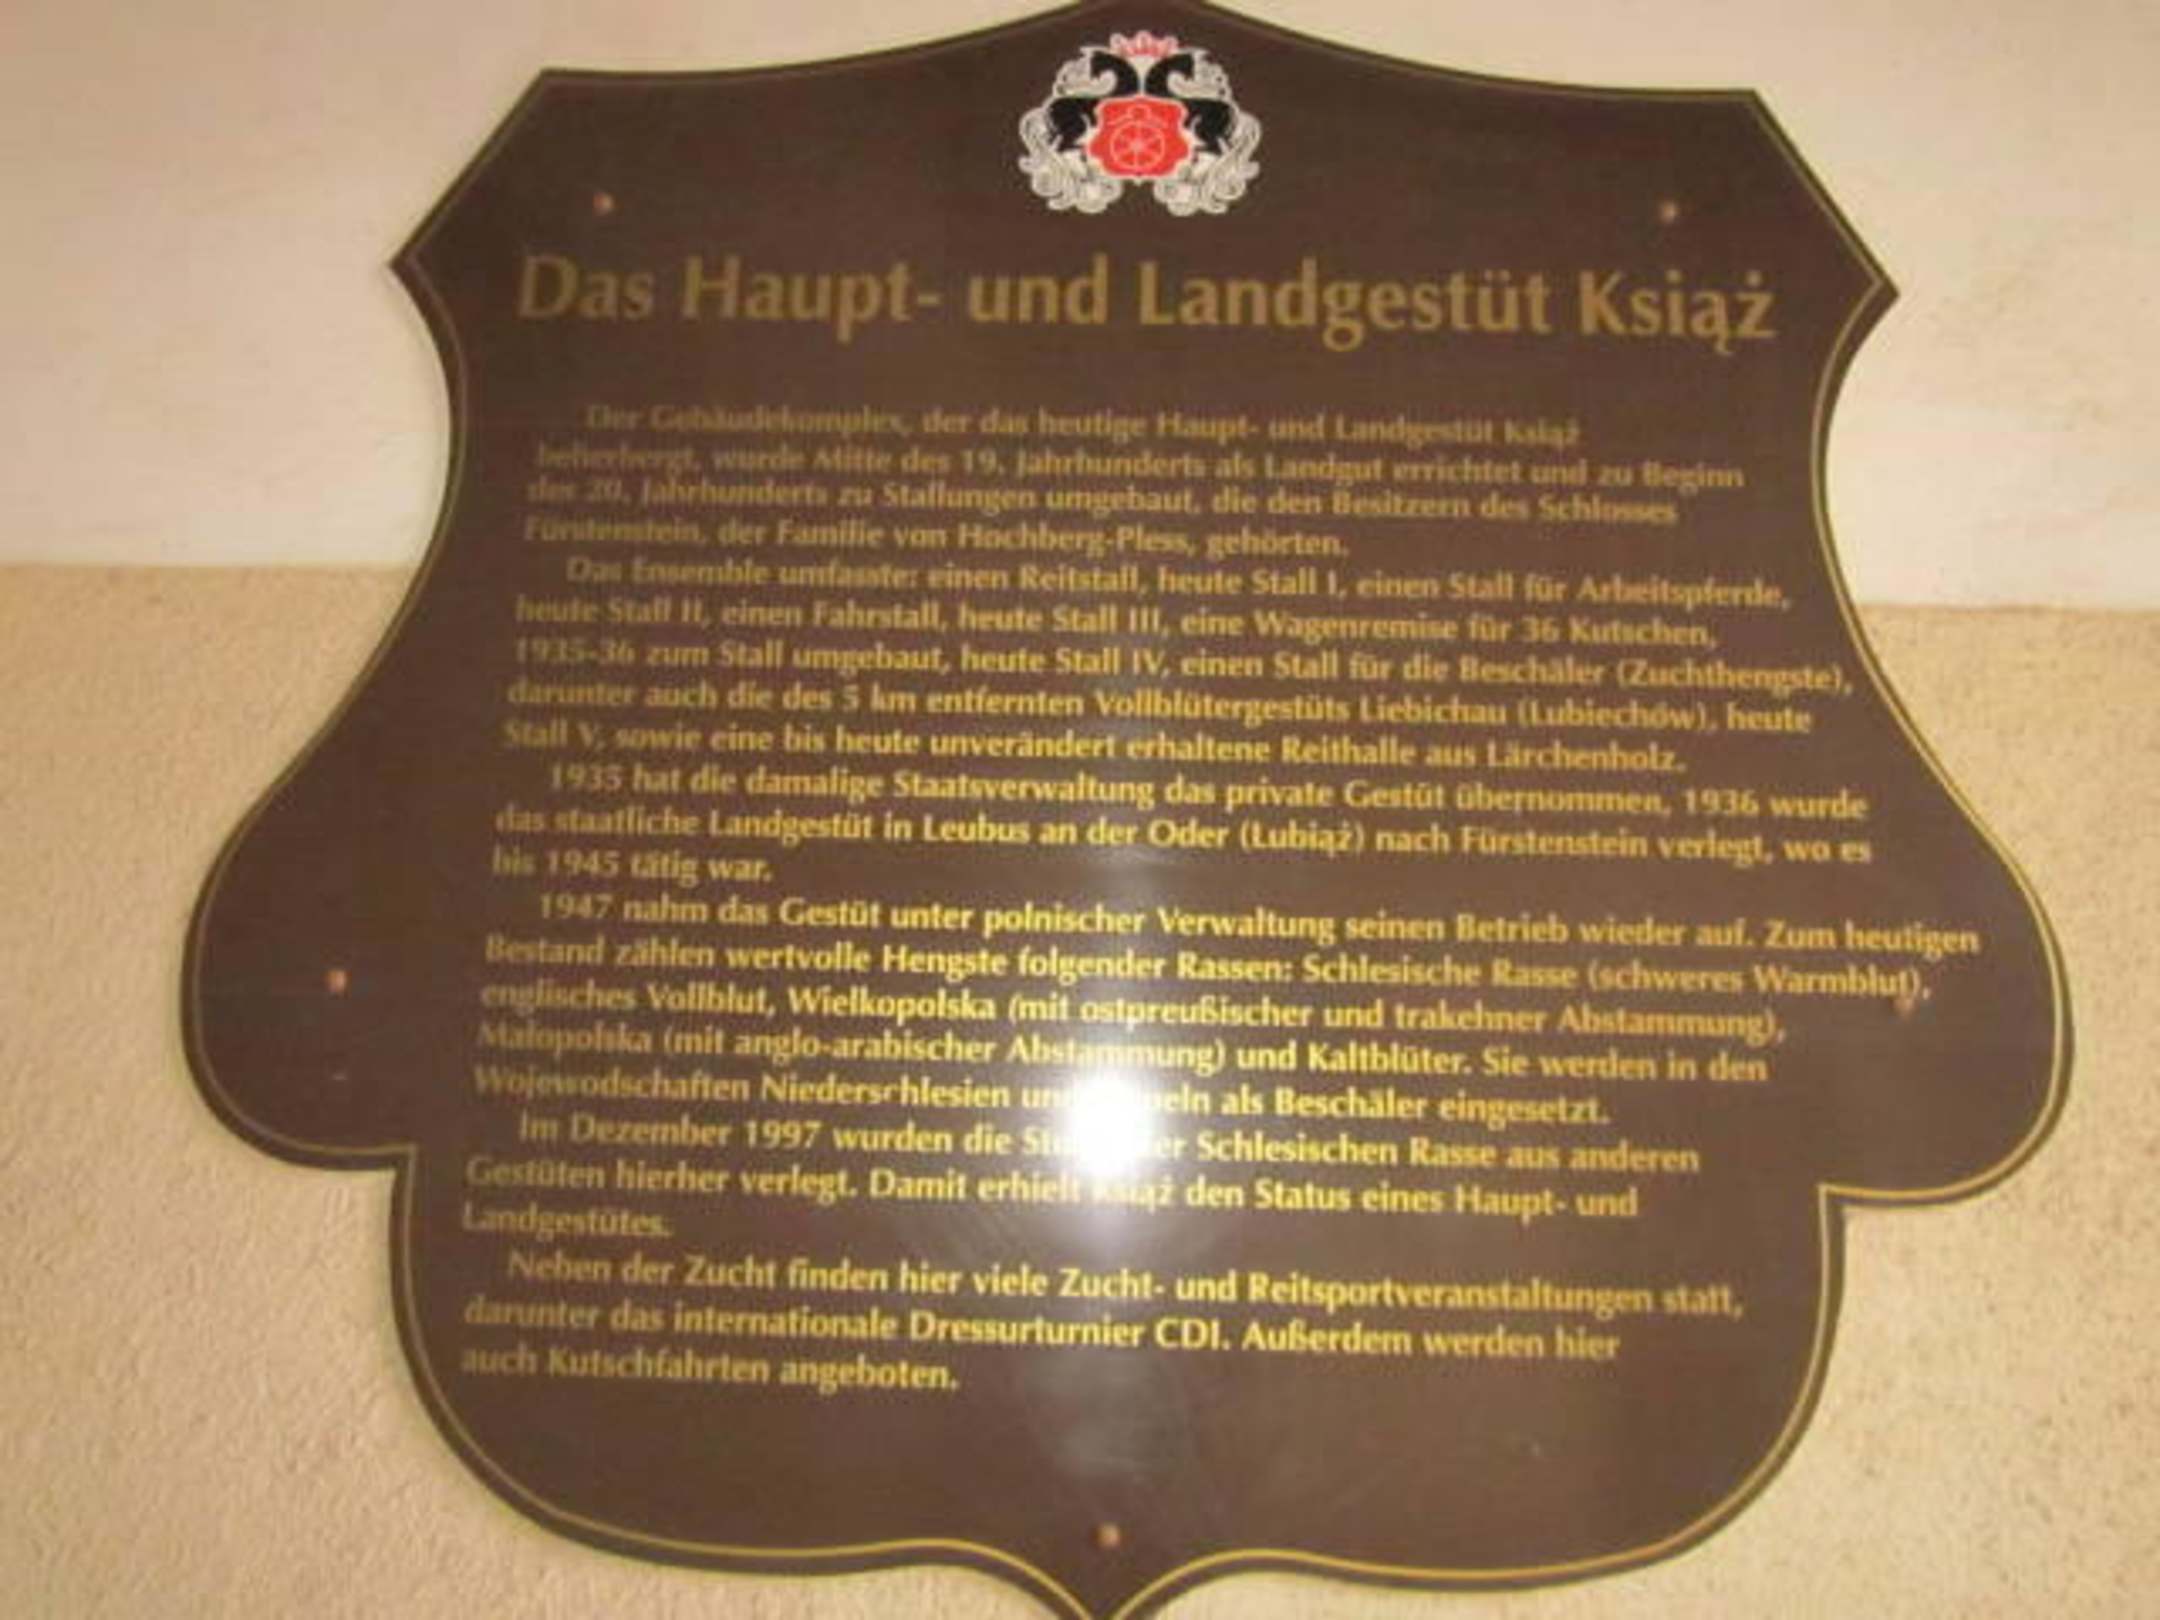 Das Haupt- und Landgestüt Książ
Der Gebäudekomplex, der das heutige Haupt- und Landgestüt Książ
beherbergt, wurde Mitte des 19. Jahrhunderts als Landgut errichtet und zu Beginn
des 20. Jahrhunderts zu Stallungen umgebaut, die den Besitzern des Schlosses
Fürstenstein, der Familie von Hochberg-Pless, gehörten.
Das Ensemble umfasste: einen Reitstall, heute Stall I, einen Stall für Arbeitspferde,
heute Stall II, einen Fahrstall, heute Stall III, eine Wagenremise für 36 Kutschen,
1935-36 zum Stall umgebaut, heute Stall IV, einen Stall für die Beschäler (Zuchthengste),
darunter auch die des 5 km entfernten Vollblütergestüts Liebichau (Lubiechów), heute
Stall V, sowie eine bis heute unverändert erhaltene Reithalle aus Lärchenholz.
1935 hat die damalige Staatsverwaltung das private Gestüt übernommen, 1936 wurde
das staatliche Landgestüt in Leubus an der Oder (Lubiąż) nach Fürstenstein verlegt, wo es
bis 1945 tätig war.
1947 nahm das Gestüt unter polnischer Verwaltung seinen Betrieb wieder auf. Zum heutigen
Bestand zählen wertvolle Hengste folgender Rassen: Schlesische Rasse (schweres Warmblut),
englisches Vollblut, Wielkopolska (mit ostpreußischer und trakehner Abstammung),
Małopolska (mit anglo-arabischer Abstammung) und Kaltblüter. Sie werden in den
Wojewodschaften Niederschlesien als Beschäler eingesetzt.
Im Dezember 1997 wurden die Schlesischen Rasse aus anderen
Gestüten hierher verlegt. Damit erhielt Książ den Status eines Haupt- und
Landgestütes.
Neben der Zucht finden hier viele Zucht- und Reitsportveranstaltungen statt,
darunter das internationale Dressurturnier CDI. Außerdem werden hier
auch Kutschfahrten angeboten.